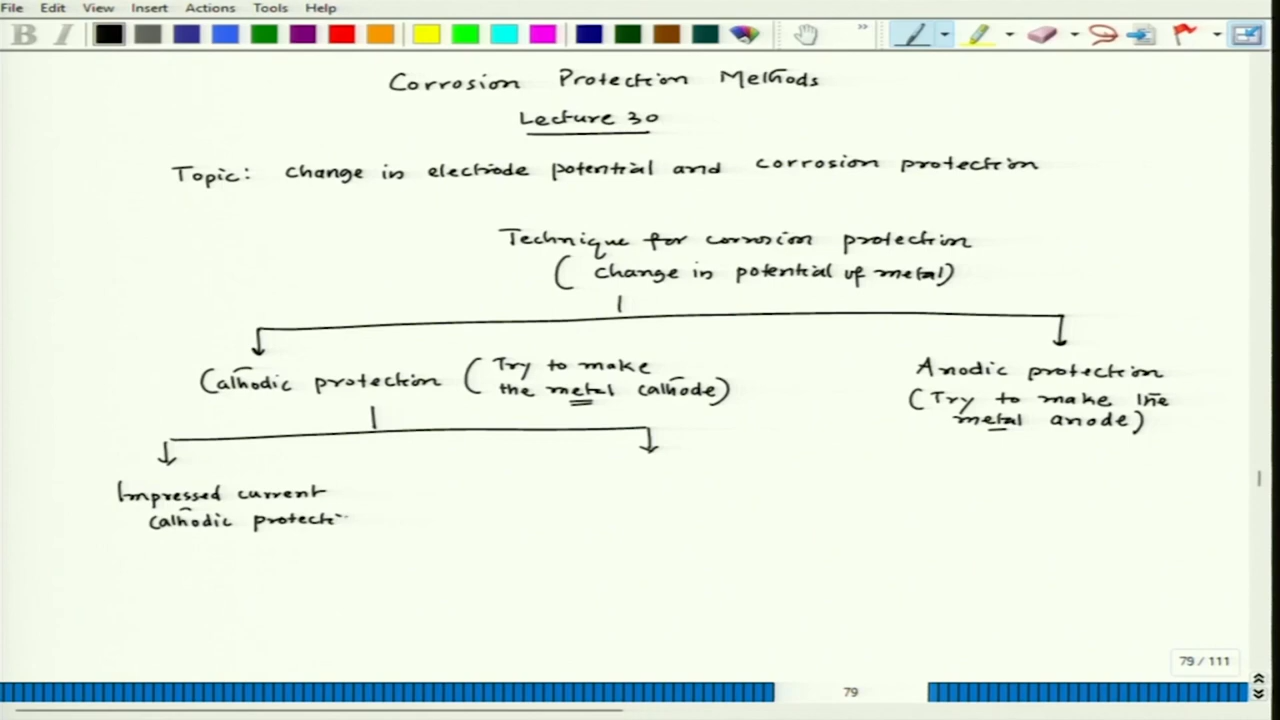 File Edit View Insert Actions Tools Help
B I
Corrosion Protection Methods
Lecture 30
Topic: change in electrode potential and corrosion protection
Technique for corrosion protection
(change in potential of metal)
Cathodic protection (Try to make
the metal cathode)
Anodic protection
(Try to make the
metal anode)
Impressed current
cathodic protecti
79 / 111
79